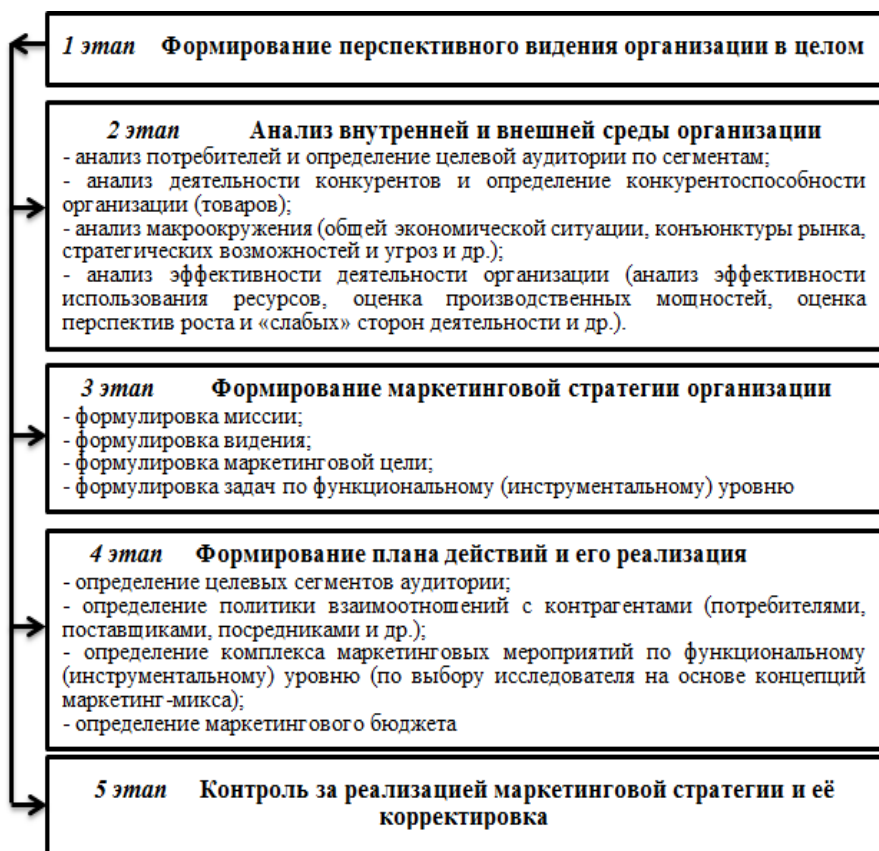 1 этап Формирование перспективного видения организации в целом
2 этап Анализ внутренней и внешней среды организации
- анализ потребителей и определение целевой аудитории по сегментам;
- анализ деятельности конкурентов и определение конкурентоспособности
организации (товаров);
- анализ макроокружения (общей экономической ситуации, конъюнктуры рынка,
стратегических возможностей и угроз и др.);
- анализ эффективности деятельности организации (анализ эффективности
использования ресурсов, оценка производственных мощностей, оценка
перспектив роста и «слабых» сторон деятельности и др.).
3 этап Формирование маркетинговой стратегии организации
- формулировка миссии;
- формулировка видения;
- формулировка маркетинговой цели;
- формулировка задач по функциональному (инструментальному) уровню
4 этап Формирование плана действий и его реализация
- определение целевых сегментов аудитории;
- определение политики взаимоотношений с контрагентами (потребителями,
поставщиками, посредниками и др.);
- определение комплекса маркетинговых мероприятий по функциональному
(инструментальному) уровню (по выбору исследователя на основе концепций
маркетинг-микса);
- определение маркетингового бюджета
5 этап Контроль за реализацией маркетинговой стратегии и её
корректировка